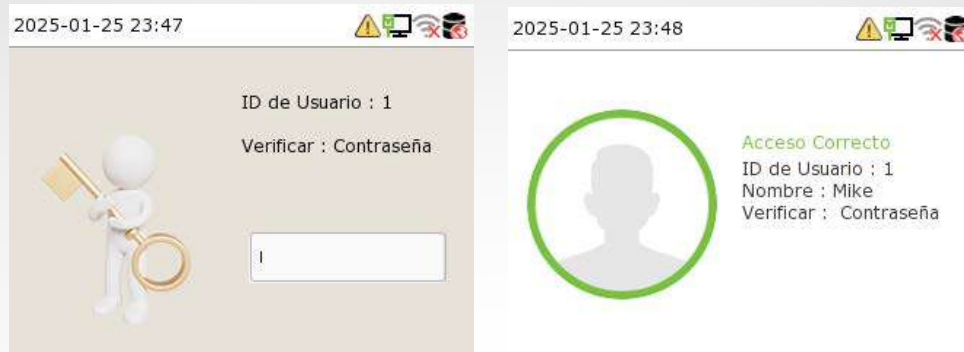 2025-01-25 23:47
ID de Usuario : 1
Verificar : Contraseña
2025-01-25 23:48
Acceso Correcto
ID de Usuario : 1
Nombre : Mike
Verificar : Contraseña